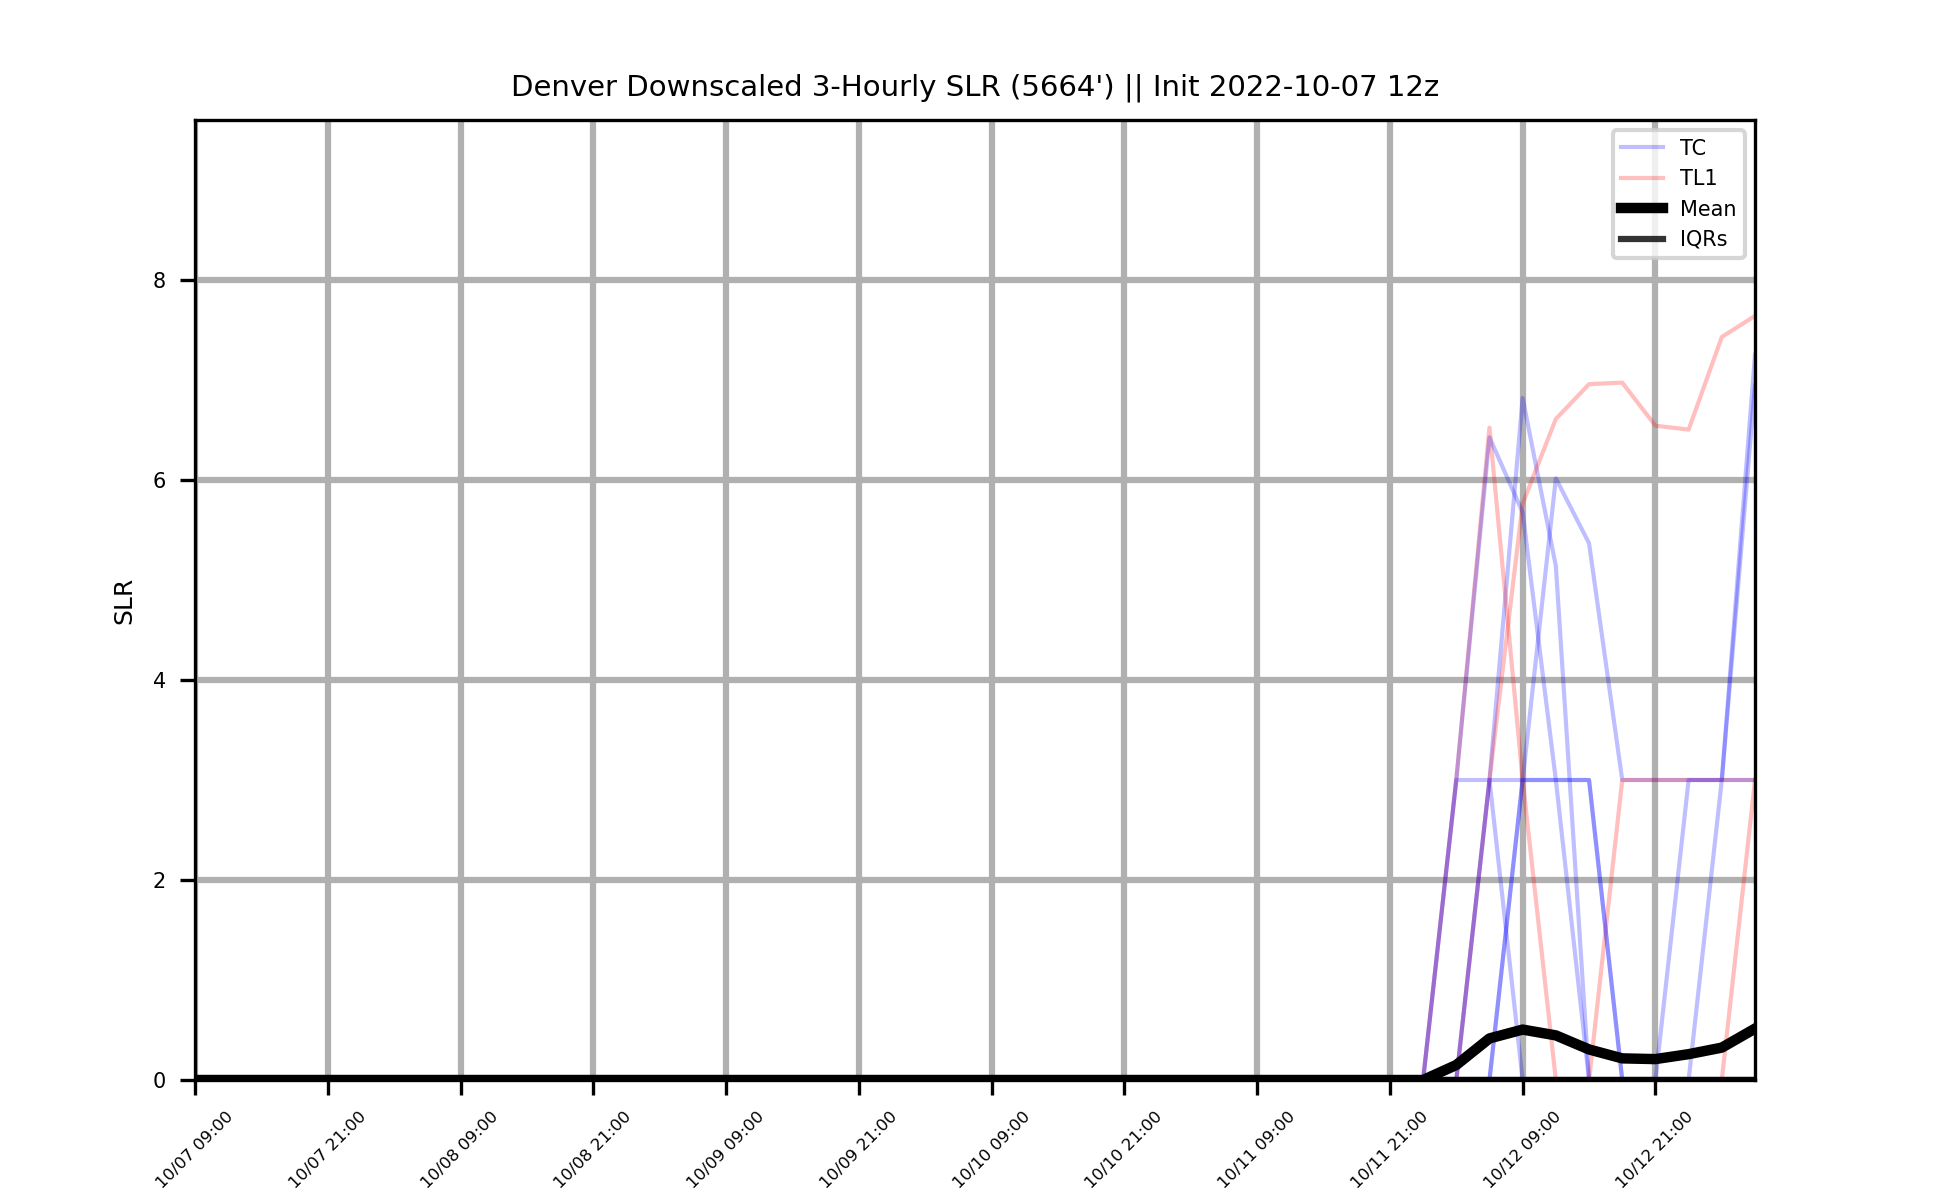 Denver Downscaled 3-Hourly SLR (5664') || Init 2022-10-07 12z
TC
TL1
Mean
IQRs
SLR
8
6
4
2
0
10/07 09:00
10/07 21:00
10/08 09:00
10/08 21:00
10/09 09:00
10/09 21:00
10/10 09:00
10/10 21:00
10/11 09:00
10/11 21:00
10/12 09:00
10/12 21:00